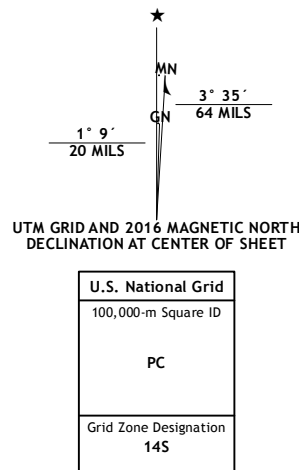 ★
MN
GN
3° 35´
64 MILS
1° 9´
20 MILS
UTM GRID AND 2016 MAGNETIC NORTH
DECLINATION AT CENTER OF SHEET
U.S. National Grid
100,000-m Square ID
PC
Grid Zone Designation
14S